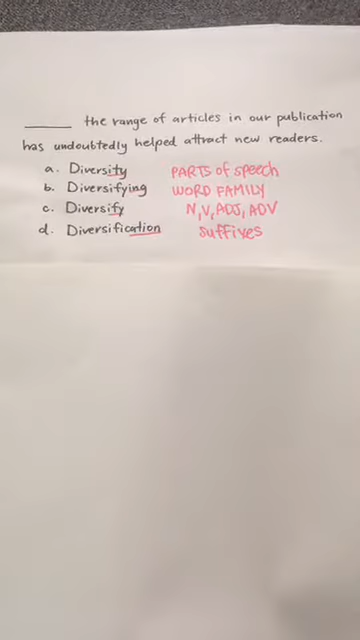 _____ the range of articles in our publication
has undoubtedly helped attract new readers.
a. Diversity PARTS of speech
b. Diversifying WORD FAMILY
c. Diversify N, V, ADJ, ADV
d. Diversification suffixes